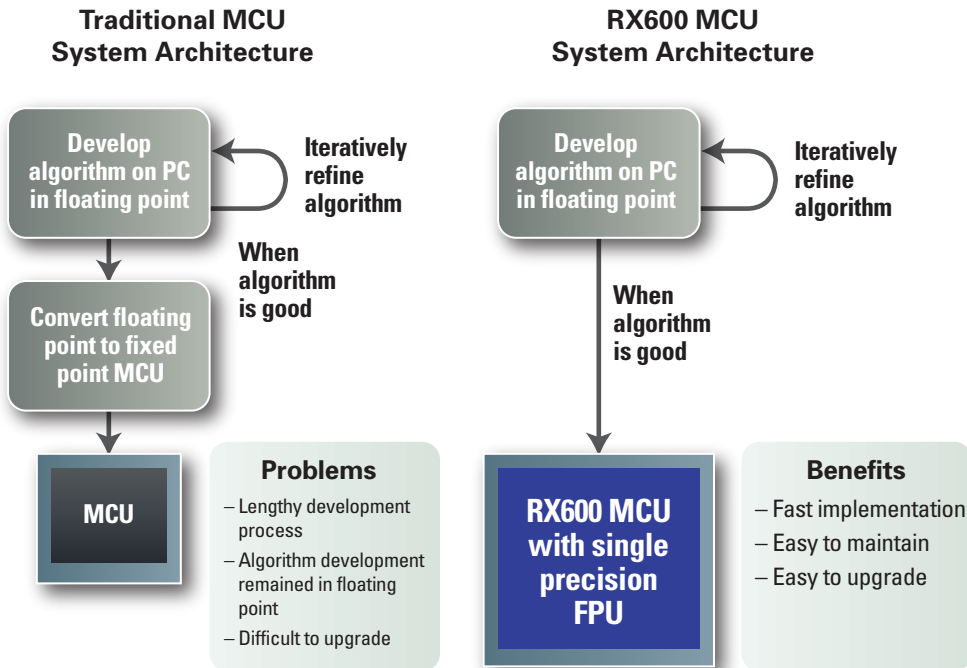 Traditional MCU
System Architecture
Develop
algorithm on PC
in floating point
Iteratively
refine
algorithm
When
algorithm
is good
Convert floating
point to fixed
point MCU
MCU
Problems
– Lengthy development
process
– Algorithm development
remained in floating
point
– Difficult to upgrade
RX600 MCU
System Architecture
Develop
algorithm on PC
in floating point
Iteratively
refine
algorithm
When
algorithm
is good
RX600 MCU
with single
precision
FPU
Benefits
– Fast implementation
– Easy to maintain
– Easy to upgrade